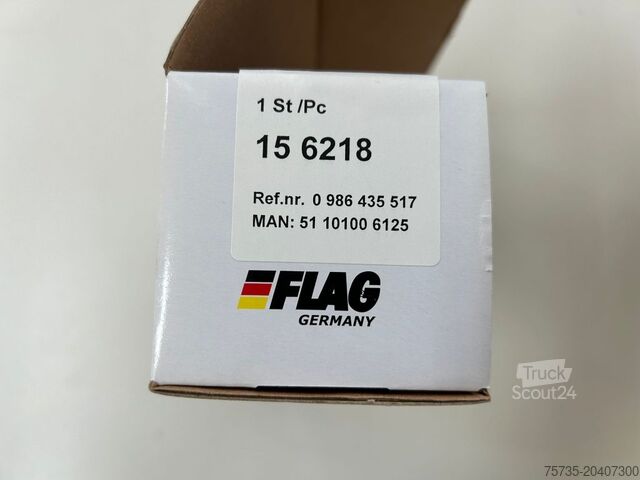 1 St /Pc
15 6218
Ref.nr. 0 986 435 517
MAN: 51 10100 6125
FLAG
GERMANY
Truck
Scout24
75735-20407300